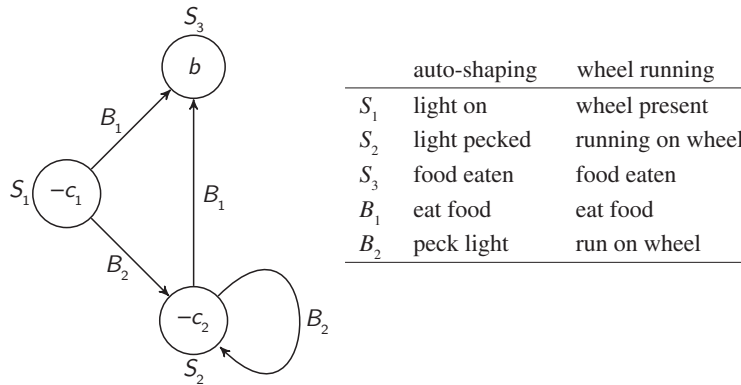 S₃
b
B₁
S₁
−c₁
B₁
B₂
−c₂
B₂
S₂
auto-shaping wheel running
S₁ light on wheel present
S₂ light pecked running on wheel
S₃ food eaten food eaten
B₁ eat food eat food
B₂ peck light run on wheel